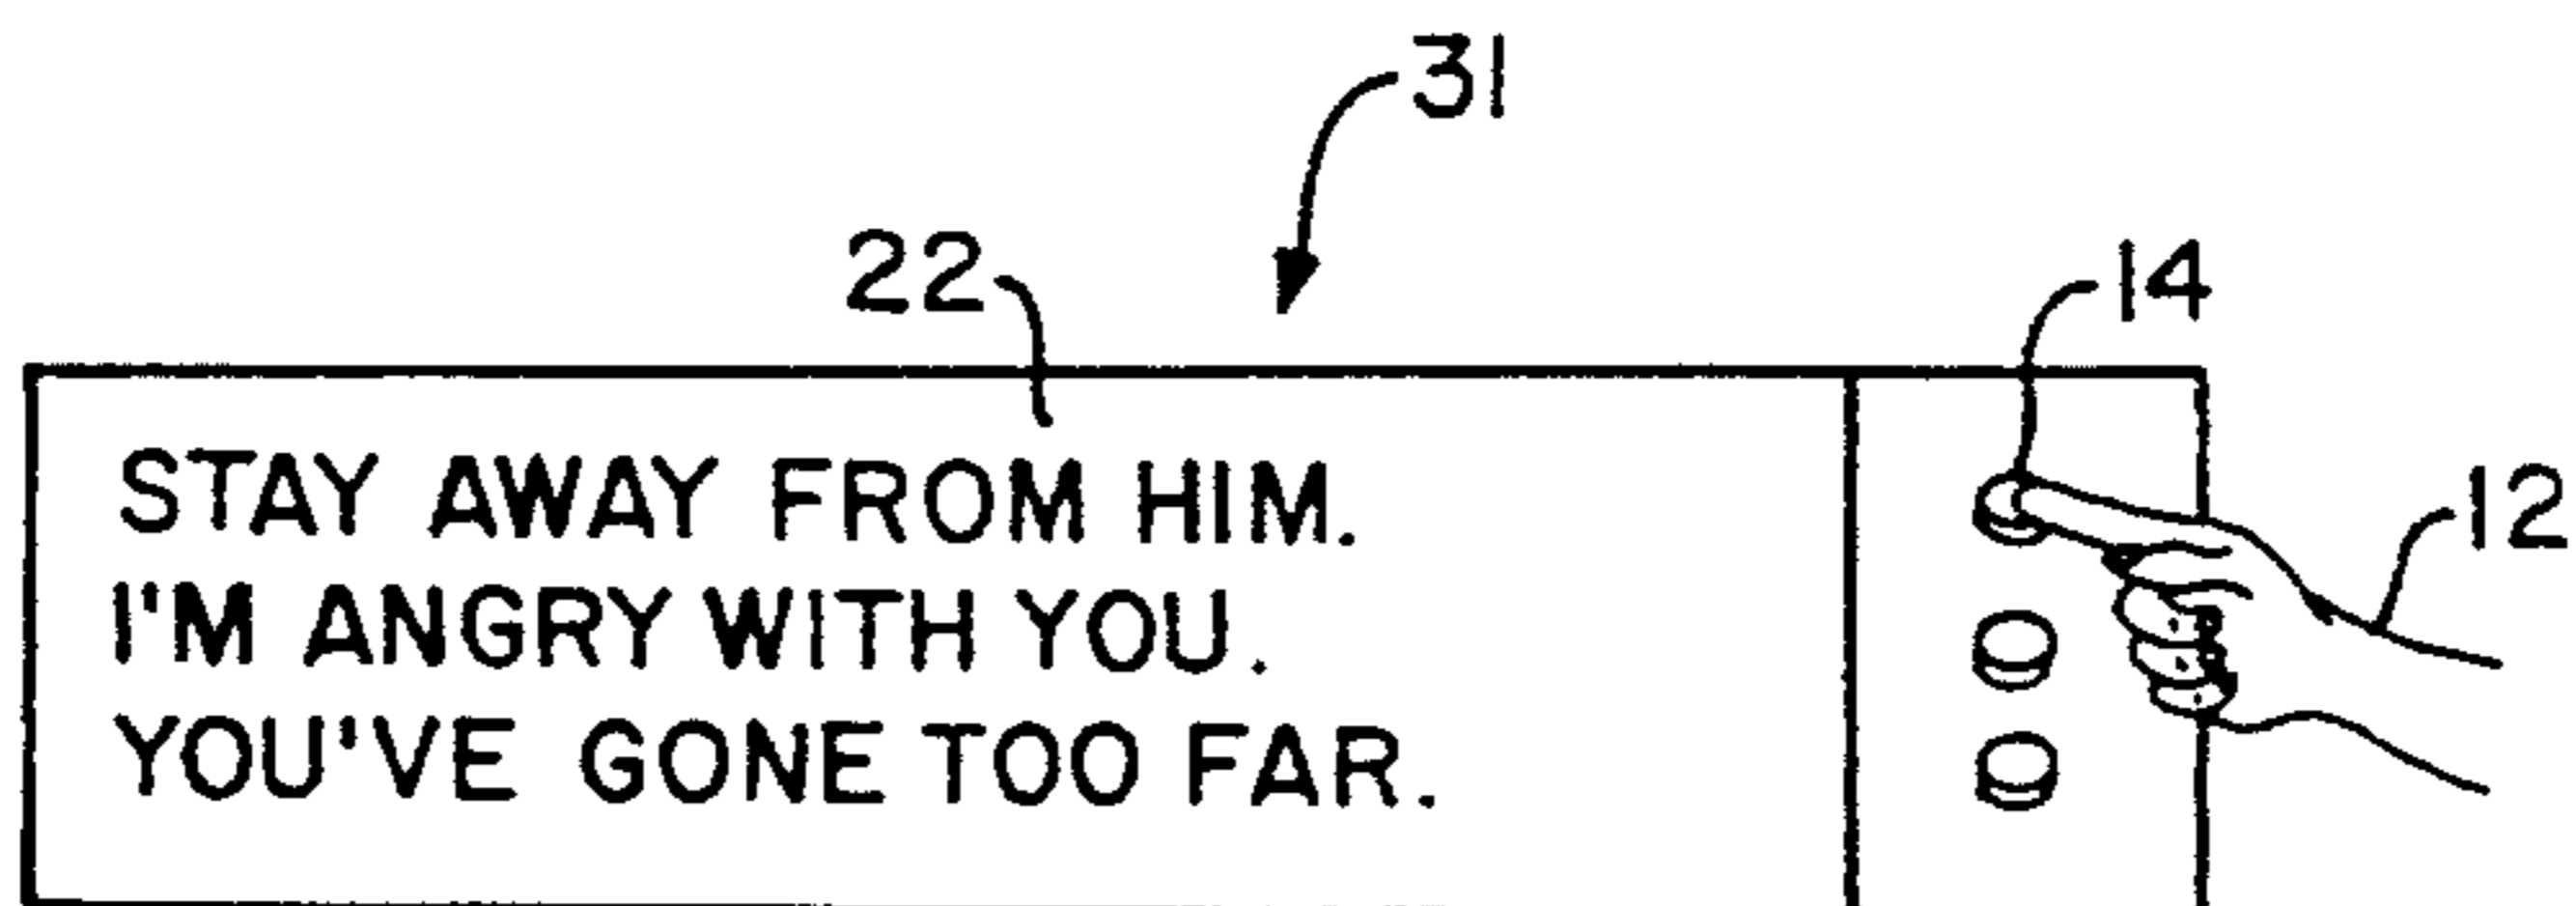 31
22
14
STAY AWAY FROM HIM.
12
I'M ANGRY WITH YOU.
YOU'VE GONE TOO FAR.